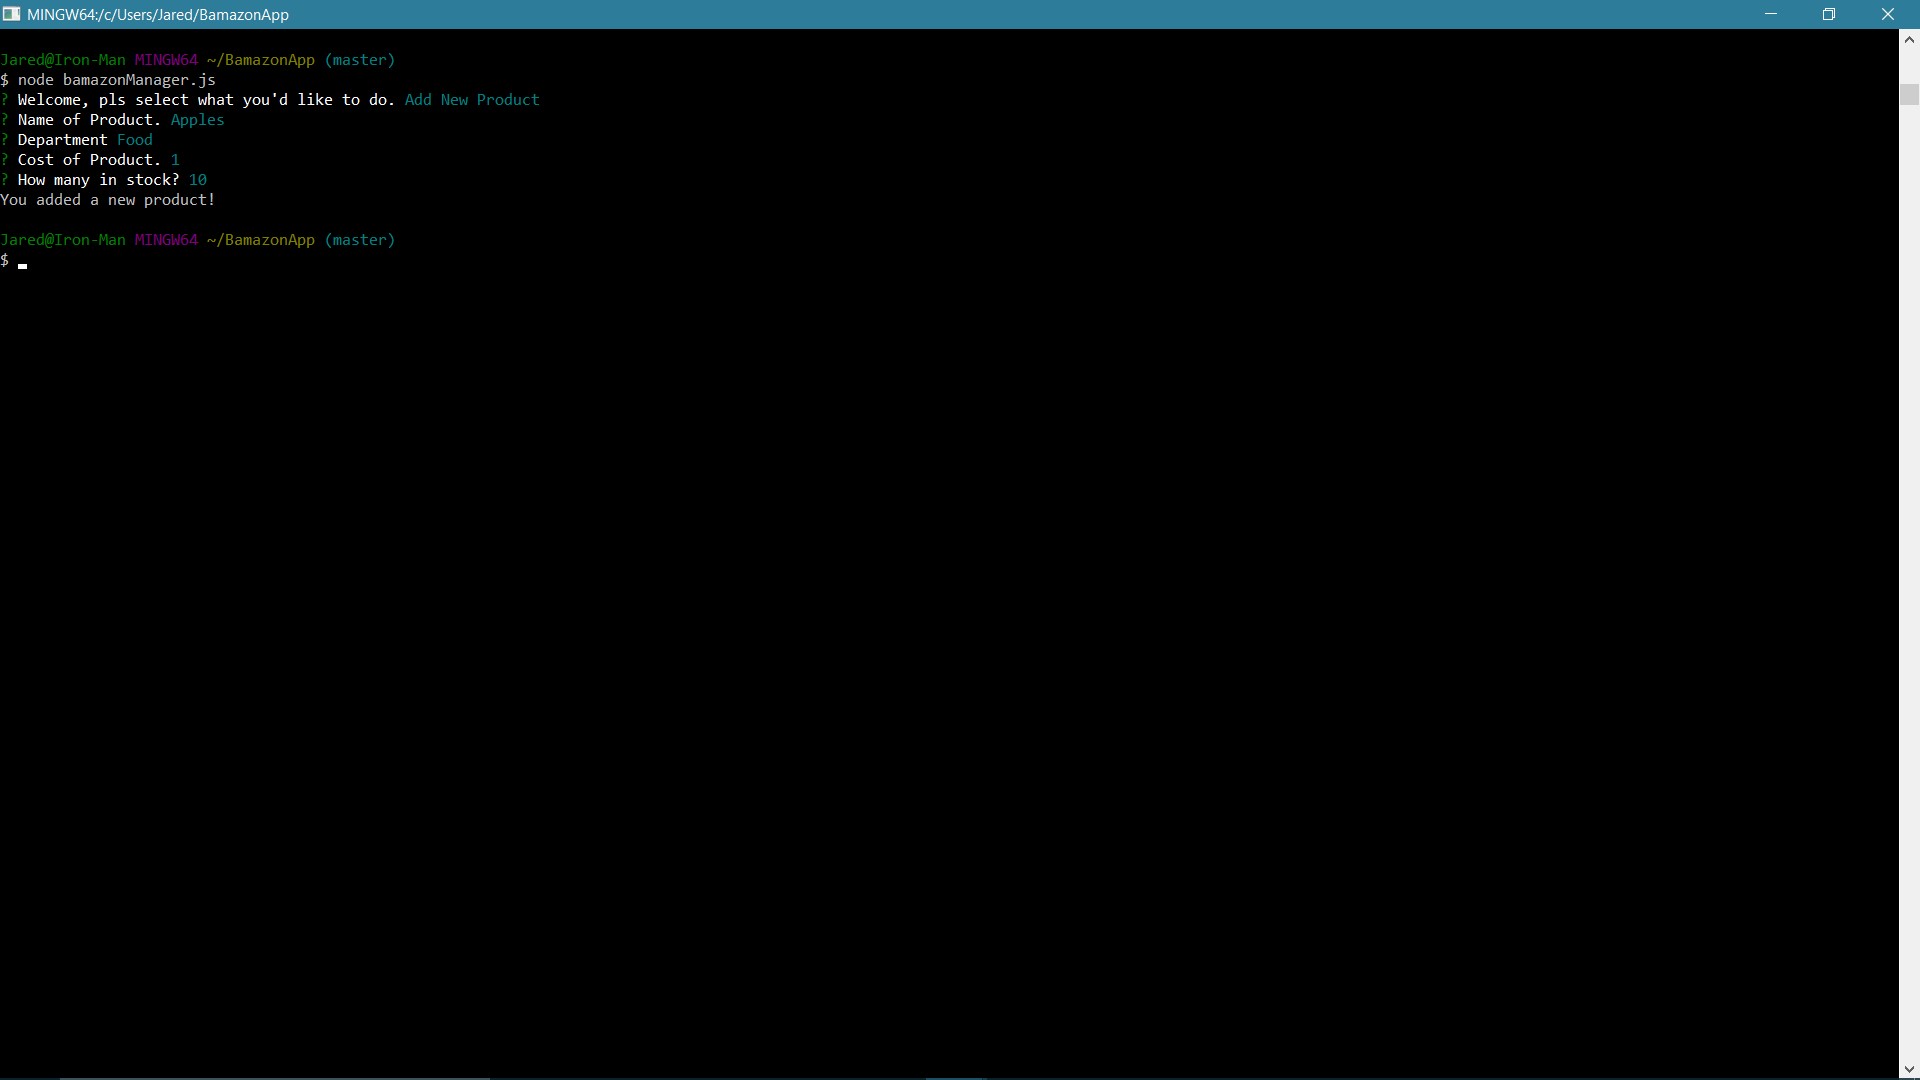 MINGW64:/c/Users/Jared/BamazonApp
Jared@Iron-Man MINGW64 ~/BamazonApp (master)
$ node bamazonManager.js
? Welcome, pls select what you'd like to do. Add New Product
? Name of Product. Apples
? Department Food
? Cost of Product. 1
? How many in stock? 10
You added a new product!
Jared@Iron-Man MINGW64 ~/BamazonApp (master)
$